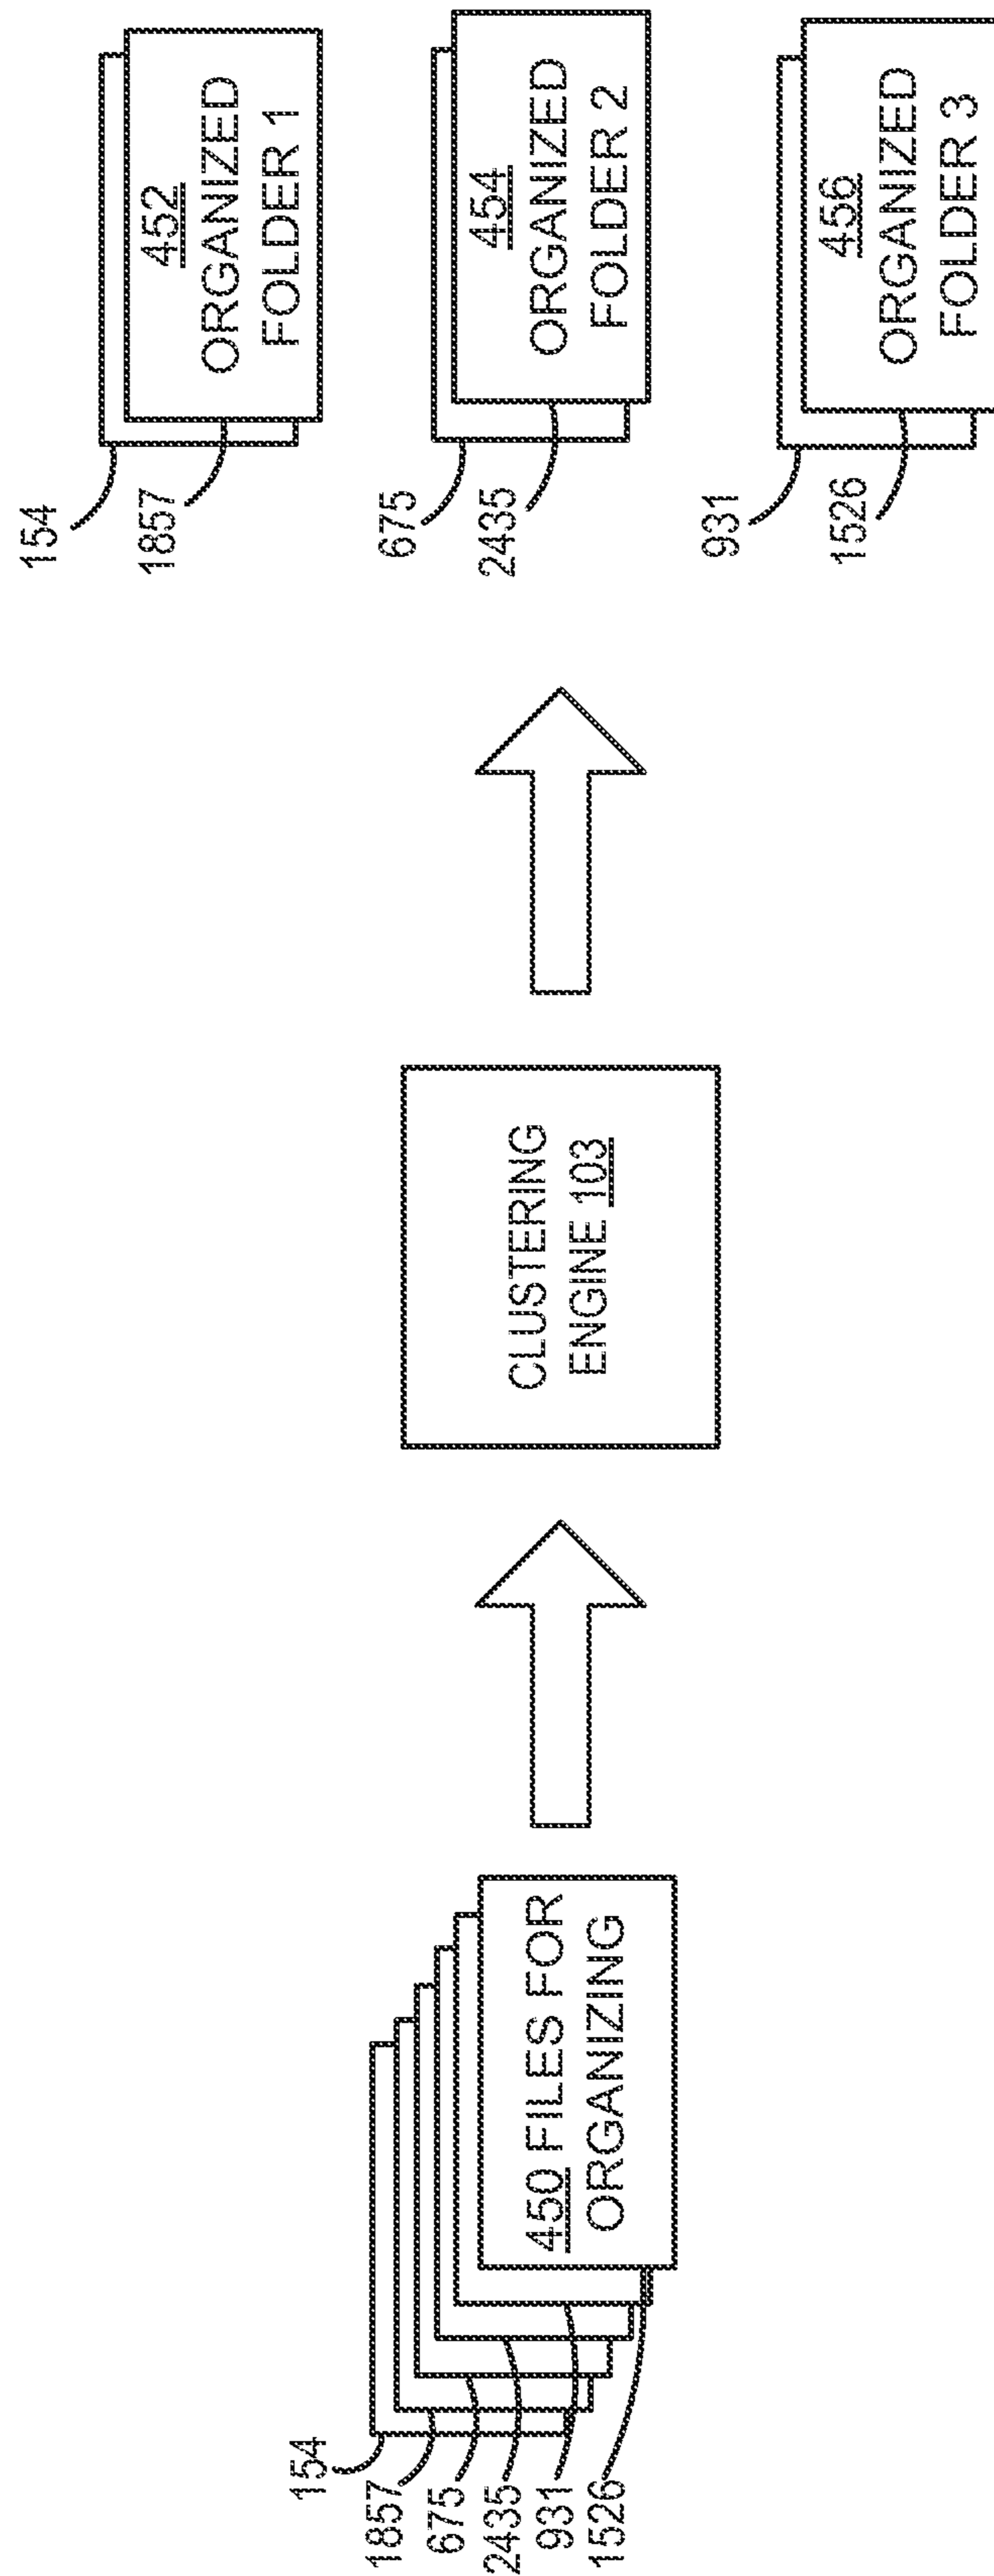 154
1857
675
2435
931
1526
450 FILES FOR
ORGANIZING
CLUSTERING
ENGINE 103
154
1857
452
ORGANIZED
FOLDER 1
675
2435
454
ORGANIZED
FOLDER 2
931
1526
456
ORGANIZED
FOLDER 3